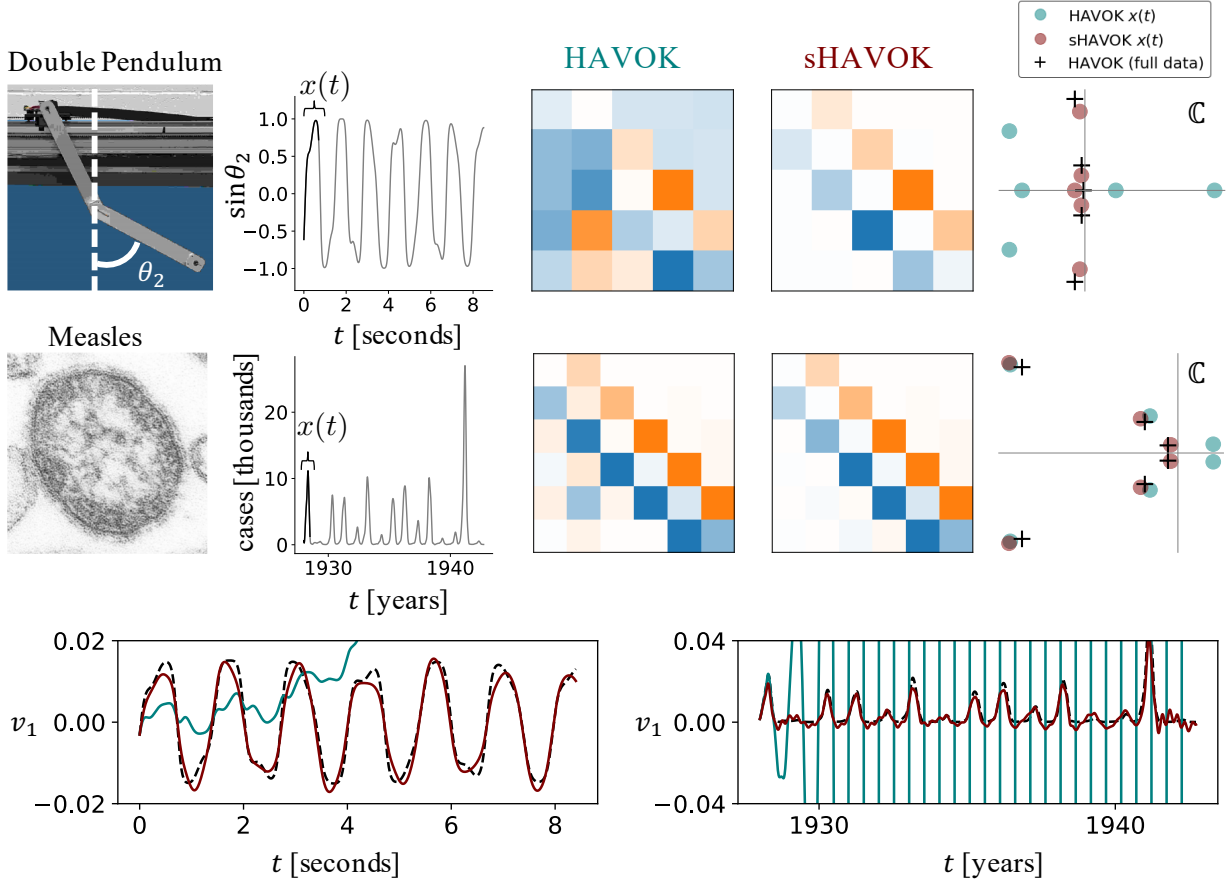 HAVOK x(t)
sHAVOK x(t)
HAVOK (full data)
Double Pendulum
HAVOK
sHAVOK
x(t)
ℂ
sin θ₂
1.0
0.5
0.0
−0.5
−1.0
θ₂
0 2 4 6 8
t [seconds]
Measles
ℂ
cases [thousands]
x(t)
20
10
0
1930 1940
t [years]
v₁
0.02
0.00
−0.02
0 2 4 6 8
t [seconds]
v₁
0.04
0.00
−0.04
1930 1940
t [years]